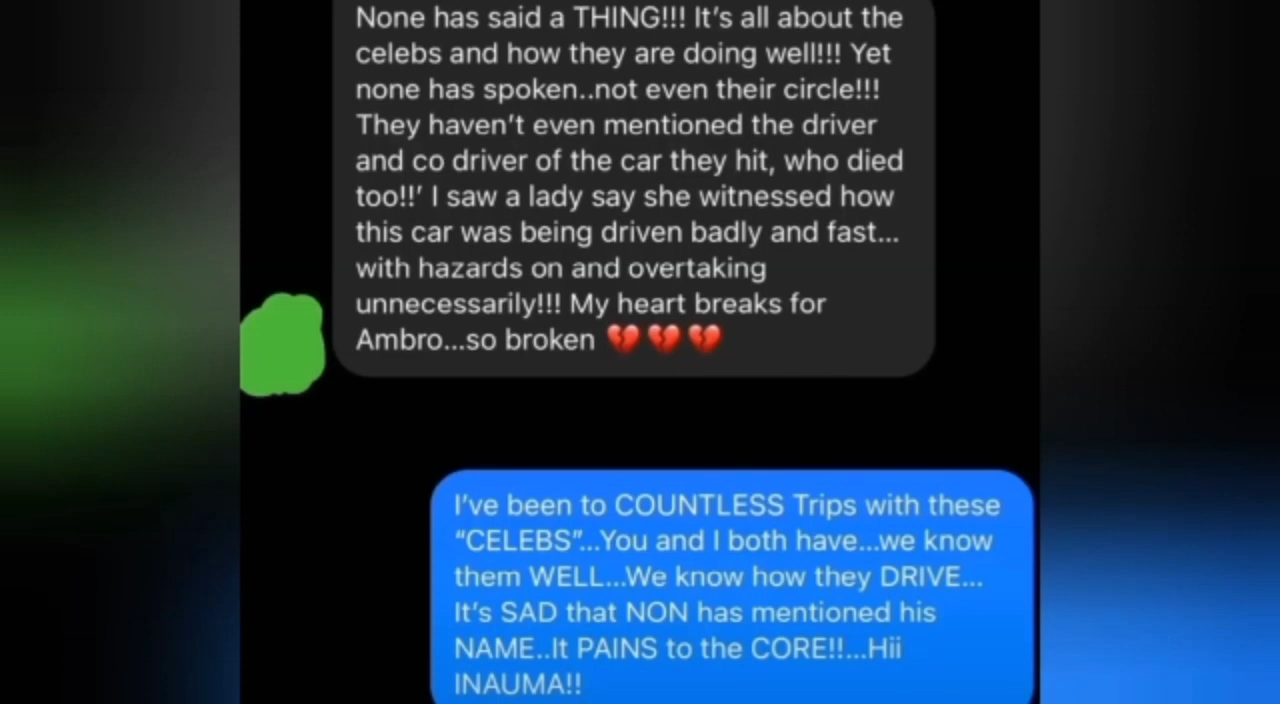 None has said a THING!!! It's all about the
celebs and how they are doing well!!! Yet
none has spoken..not even their circle!!!
They haven't even mentioned the driver
and co driver of the car they hit, who died
too!!' I saw a lady say she witnessed how
this car was being driven badly and fast...
with hazards on and overtaking
unnecessarily!!! My heart breaks for
Ambro...so broken 💔💔💔
I've been to COUNTLESS Trips with these
“CELEBS”...You and I both have...we know
them WELL...We know how they DRIVE...
It's SAD that NON has mentioned his
NAME..It PAINS to the CORE!!...Hii
INAUMA!!